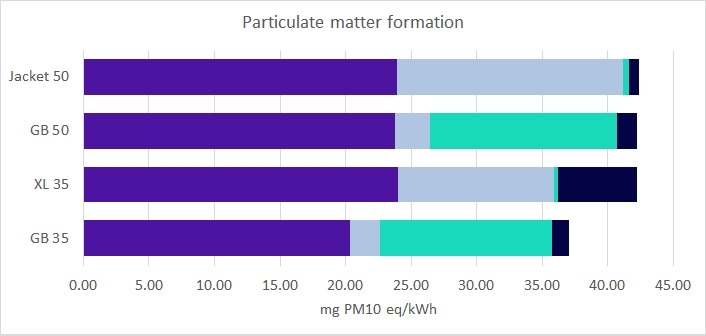 Particulate matter formation
Jacket 50
GB 50
XL 35
GB 35
0.00 5.00 10.00 15.00 20.00 25.00 30.00 35.00 40.00 45.00
mg PM10 eq/kWh